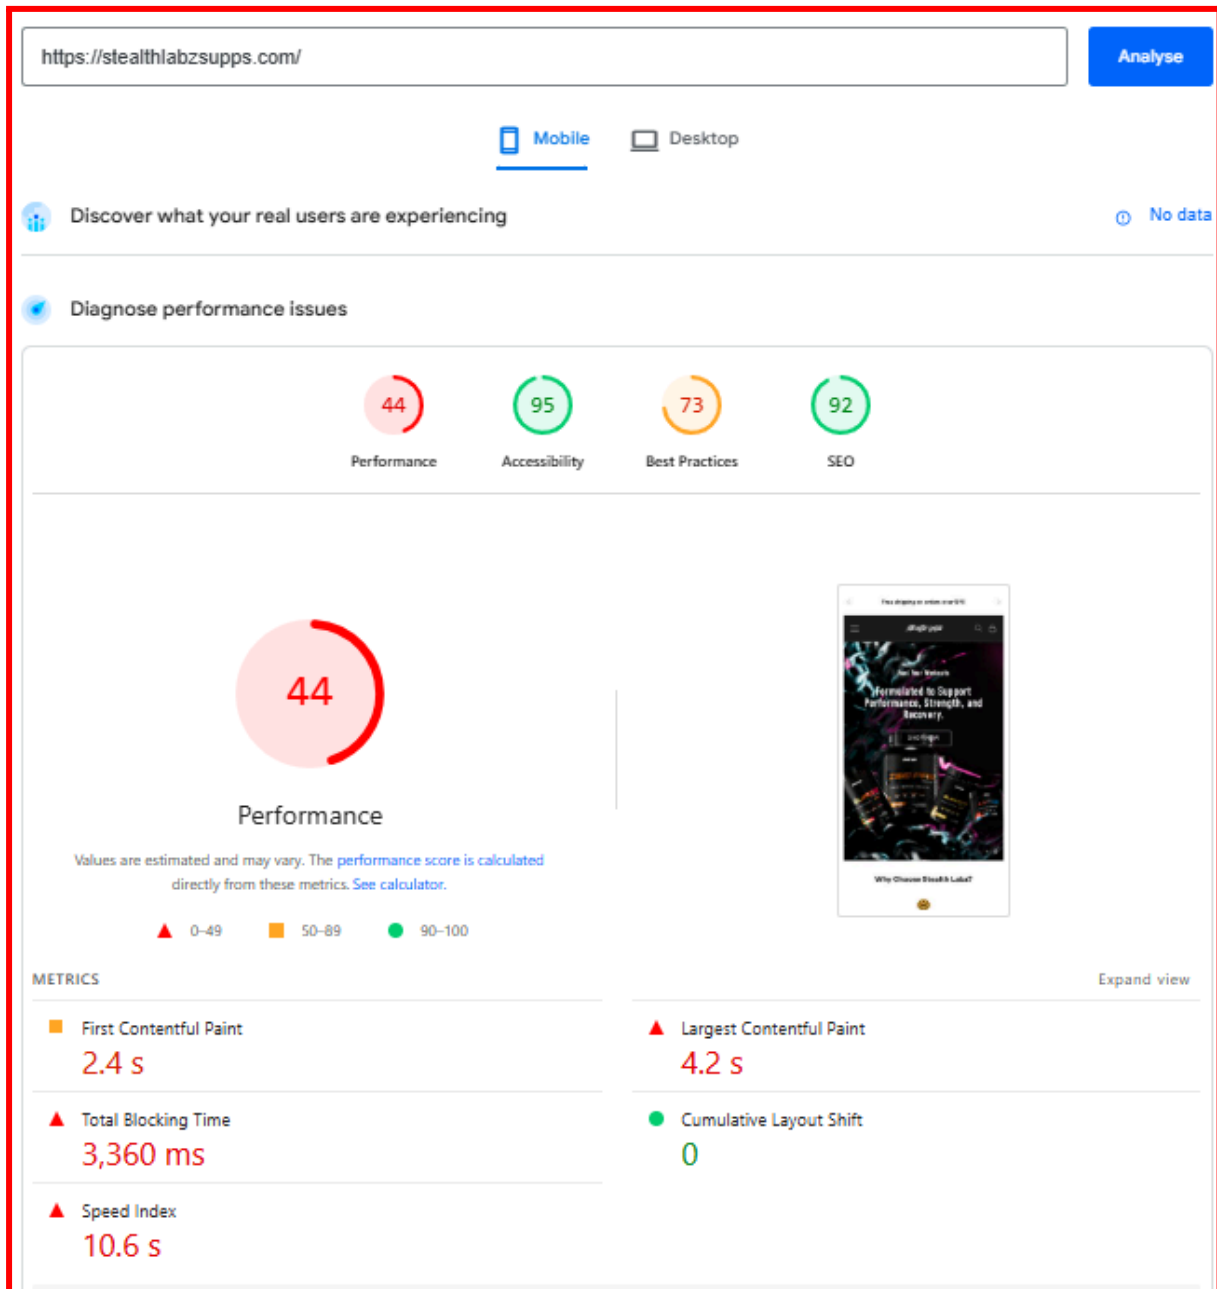 https://stealthlabzsupps.com/
Analyse
Mobile
Desktop
Discover what your real users are experiencing
No data
Diagnose performance issues
44
95
73
92
Performance
Accessibility
Best Practices
SEO
44
Performance
Values are estimated and may vary. The performance score is calculated
directly from these metrics. See calculator.
0–49
50–89
90–100
Formulated to Support
Performance, Strength, and
Recovery.
Why Choose Stealth Labz?
METRICS
Expand view
First Contentful Paint
2.4 s
Largest Contentful Paint
4.2 s
Total Blocking Time
3,360 ms
Cumulative Layout Shift
0
Speed Index
10.6 s